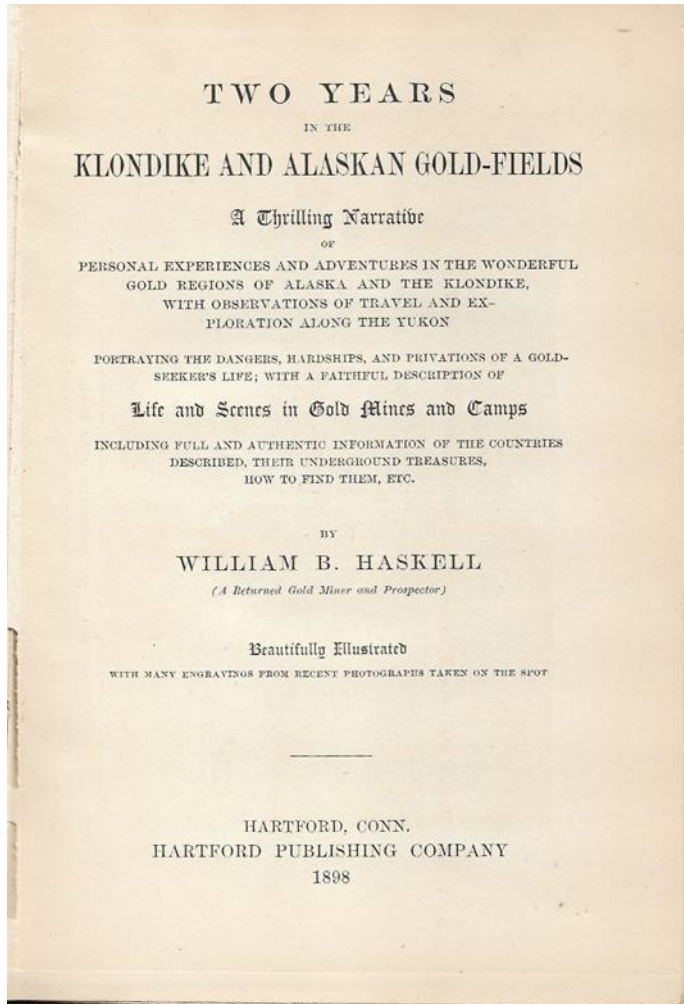 TWO YEARS
IN THE
KLONDIKE AND ALASKAN GOLD-FIELDS
A Thrilling Narrative
OF
PERSONAL EXPERIENCES AND ADVENTURES IN THE WONDERFUL
GOLD REGIONS OF ALASKA AND THE KLONDIKE,
WITH OBSERVATIONS OF TRAVEL AND EX-
PLORATION ALONG THE YUKON
PORTRAYING THE DANGERS, HARDSHIPS, AND PRIVATIONS OF A GOLD-
SEEKER'S LIFE; WITH A FAITHFUL DESCRIPTION OF
Life and Scenes in Gold Mines and Camps
INCLUDING FULL AND AUTHENTIC INFORMATION OF THE COUNTRIES
DESCRIBED, THEIR UNDERGROUND TREASURES,
HOW TO FIND THEM, ETC.
BY
WILLIAM B. HASKELL
(A Returned Gold Miner and Prospector)
Beautifully Illustrated
WITH MANY ENGRAVINGS FROM RECENT PHOTOGRAPHS TAKEN ON THE SPOT
HARTFORD, CONN.
HARTFORD PUBLISHING COMPANY
1898